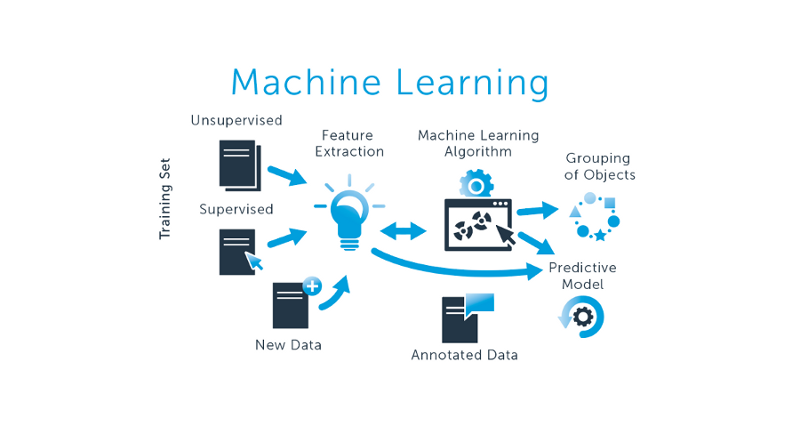 Machine Learning
Unsupervised
Feature
Extraction
Machine Learning
Algorithm
Grouping
of Objects
Training Set
Supervised
Predictive
Model
New Data
Annotated Data